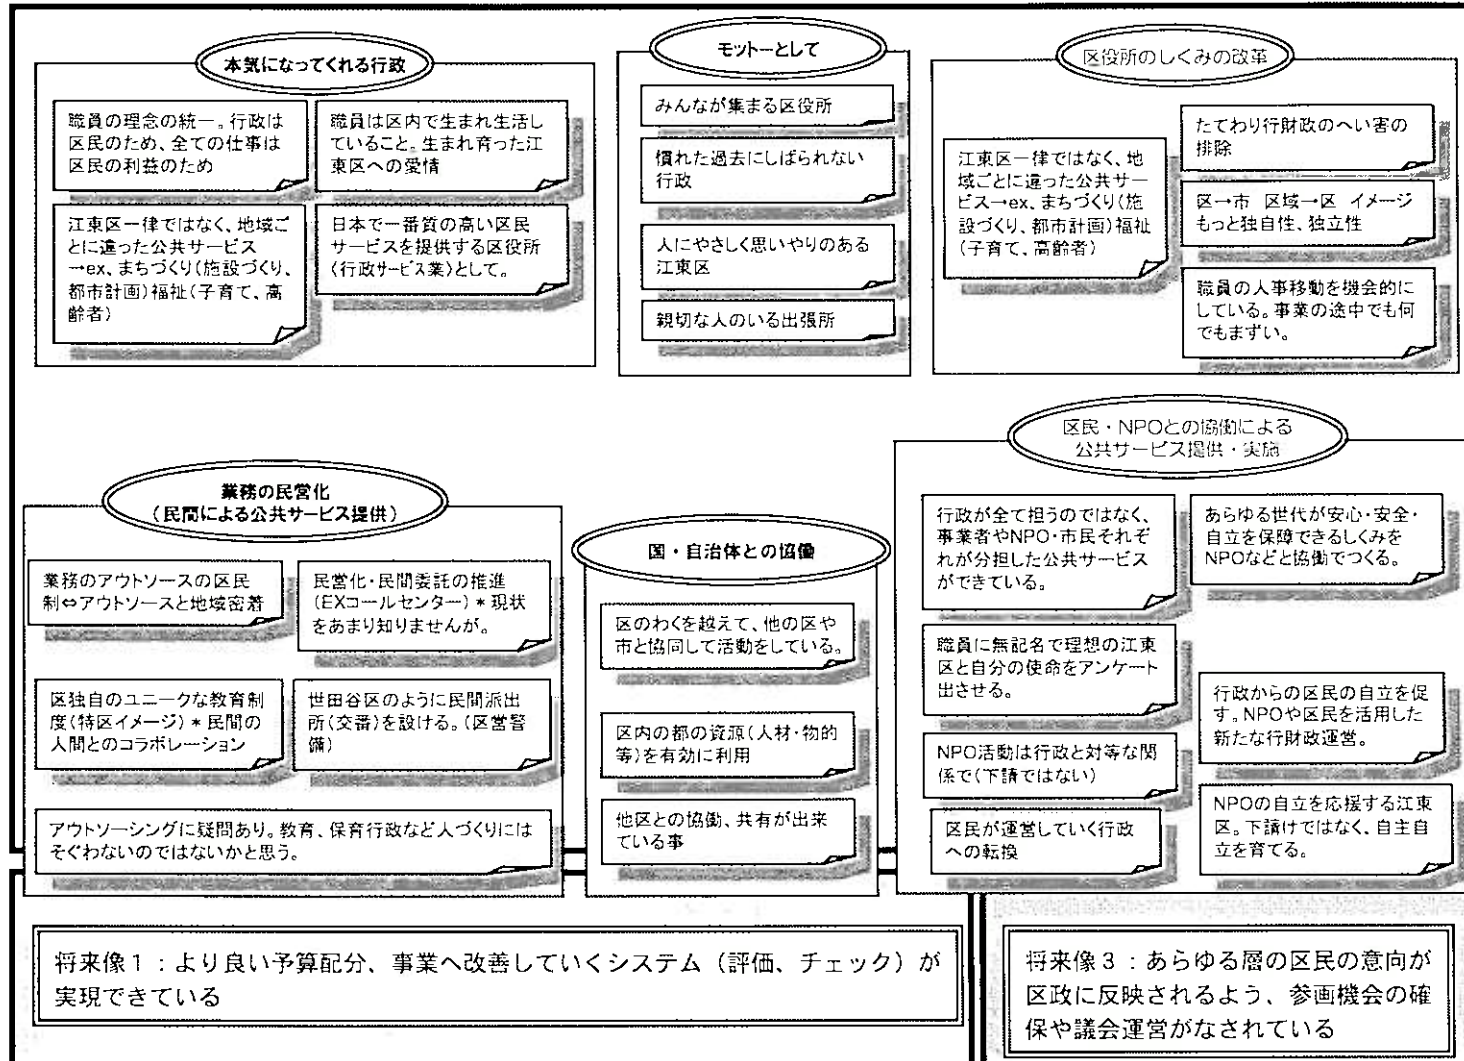 本気になってくれる行政
職員の理念の統一。行政は
区民のため、全ての仕事は
区民の利益のため
職員は区内で生まれ生活し
ていること。生まれ育った江
東区への愛情
江東区一律ではなく、地域ご
とに違った公共サービス
→ex、まちづくり(施設づくり、
都市計画)福祉(子育て、高
齢者)
日本で一番質の高い区民
サービスを提供する区役所
(行政サービス業)として。
モットーとして
みんなが集まる区役所
慣れた過去にしばられない
行政
人にやさしく思いやりのある
江東区
親切な人のいる出張所
区役所のしくみの改革
江東区一律ではなく、地
域ごとに違った公共サー
ビス→ex、まちづくり(施
設づくり、都市計画)福祉
(子育て、高齢者)
たてわり行財政のへい害の
排除
区→市 区域→区 イメージ
もっと独自性、独立性
職員の人事移動を機会的に
している。事業の途中でも何
でもまずい。
業務の民営化
(民間による公共サービス提供)
業務のアウトソースの区民
制⇔アウトソースと地域密着
民営化・民間委託の推進
(EXコールセンター)*現状
をあまり知りませんが。
区独自のユニークな教育制
度(特区イメージ)*民間の
人間とのコラボレーション
世田谷区のように民間派出
所(交番)を設ける。(区営警
備)
アウトソーシングに疑問あり。教育、保育行政など人づくりには
そぐわないのではないかと思う。
国・自治体との協働
区のわくを越えて、他の区や
市と協同して活動をしている。
区内の都の資源(人材・物的
等)を有効に利用
他区との協働、共有が出来
ている事
区民・NPOとの協働による
公共サービス提供・実施
行政が全て担うのではなく、
事業者やNPO・市民それぞ
れが分担した公共サービス
ができている。
あらゆる世代が安心・安全・
自立を保障できるしくみを
NPOなどと協働でつくる。
職員に無記名で理想の江東
区と自分の使命をアンケート
出させる。
行政からの区民の自立を促
す。NPOや区民を活用した
新たな行財政運営。
NPO活動は行政と対等な関
係で(下請ではない)
NPOの自立を応援する江東
区。下請けではなく、自主自
立を育てる。
区民が運営していく行政
への転換
将来像1:より良い予算配分、事業へ改善していくシステム(評価、チェック)が
実現できている
将来像3:あらゆる層の区民の意向が
区政に反映されるよう、参画機会の確
保や議会運営がなされている